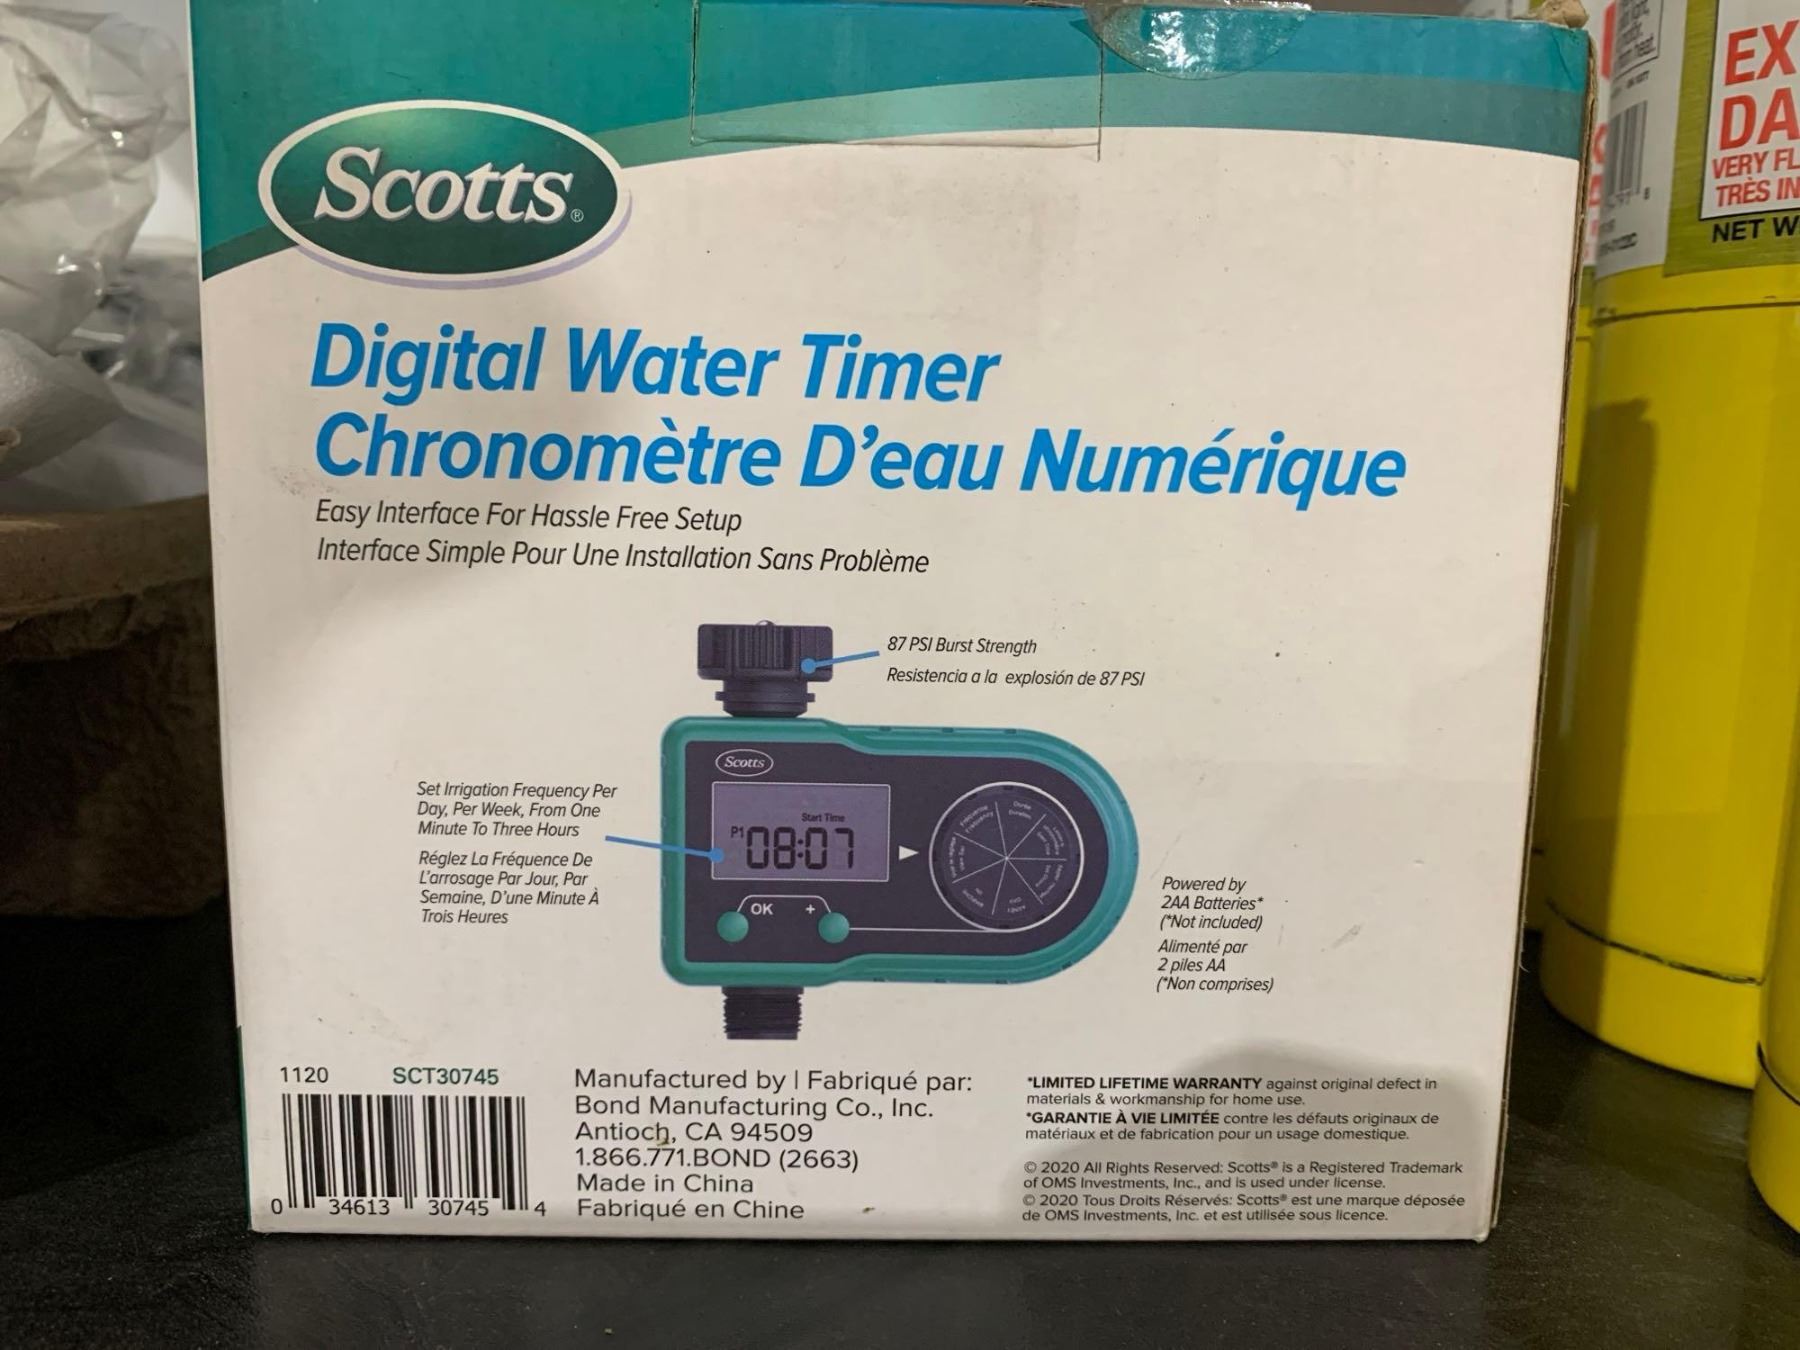 Scotts®
Digital Water Timer
Chronomètre D'eau Numérique
Easy Interface For Hassle Free Setup
Interface Simple Pour Une Installation Sans Problème
87 PSI Burst Strength
Resistencia a la explosión de 87 PSI
Set Irrigation Frequency Per
Day, Per Week, From One
Minute To Three Hours
Réglez La Fréquence De
L'arrosage Par Jour, Par
Semaine, D'une Minute À
Trois Heures
Scotts
Start Time
P1 08:07
OK +
Powered by
2AA Batteries*
(*Not included)
Alimenté par
2 piles AA
(*Non comprises)
1120 SCT30745
0 34613 30745 4
Manufactured by | Fabriqué par:
Bond Manufacturing Co., Inc.
Antioch, CA 94509
1.866.771.BOND (2663)
Made in China
Fabriqué en Chine
*LIMITED LIFETIME WARRANTY against original defect in
materials & workmanship for home use.
*GARANTIE À VIE LIMITÉE contre les défauts originaux de
matériaux et de fabrication pour un usage domestique.
© 2020 All Rights Reserved: Scotts® is a Registered Trademark
of OMS Investments, Inc., and is used under license.
© 2020 Tous Droits Réservés: Scotts® est une marque déposée
de OMS Investments, Inc. et est utilisée sous licence.
EX
DA
VERY FL
TRÈS IN
NET W